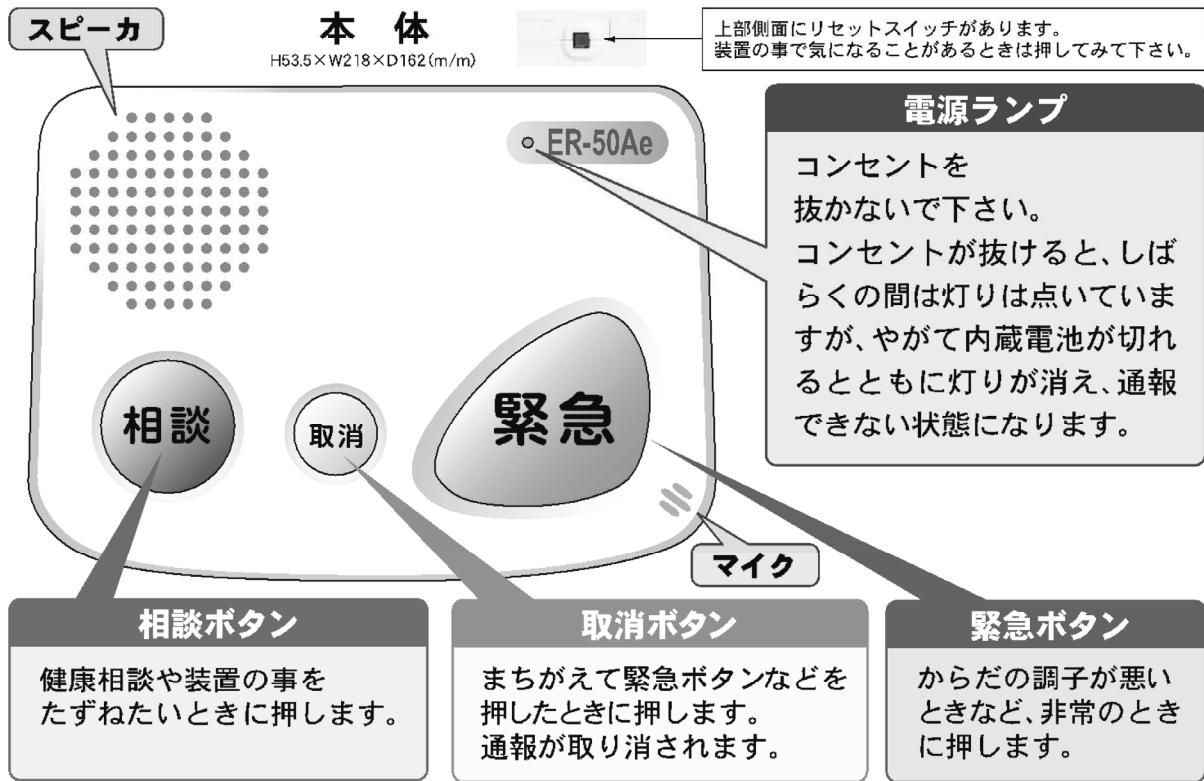 スピーカ
本体
H53.5×W218×D162(m/m)
上部側面にリセットスイッチがあります。
装置の事で気になることがあるときは押してみて下さい。
ER-50Ae
電源ランプ
コンセントを
抜かないで下さい。
コンセントが抜けると、しば
らくの間は灯りは点いていま
すが、やがて内蔵電池が切れ
るとともに灯りが消え、通報
できない状態になります。
相談
取消
緊急
マイク
相談ボタン
健康相談や装置の事を
たずねたいときに押します。
取消ボタン
まちがえて緊急ボタンなどを
押したときに押します。
通報が取り消されます。
緊急ボタン
からだの調子が悪い
ときなど、非常のとき
に押します。